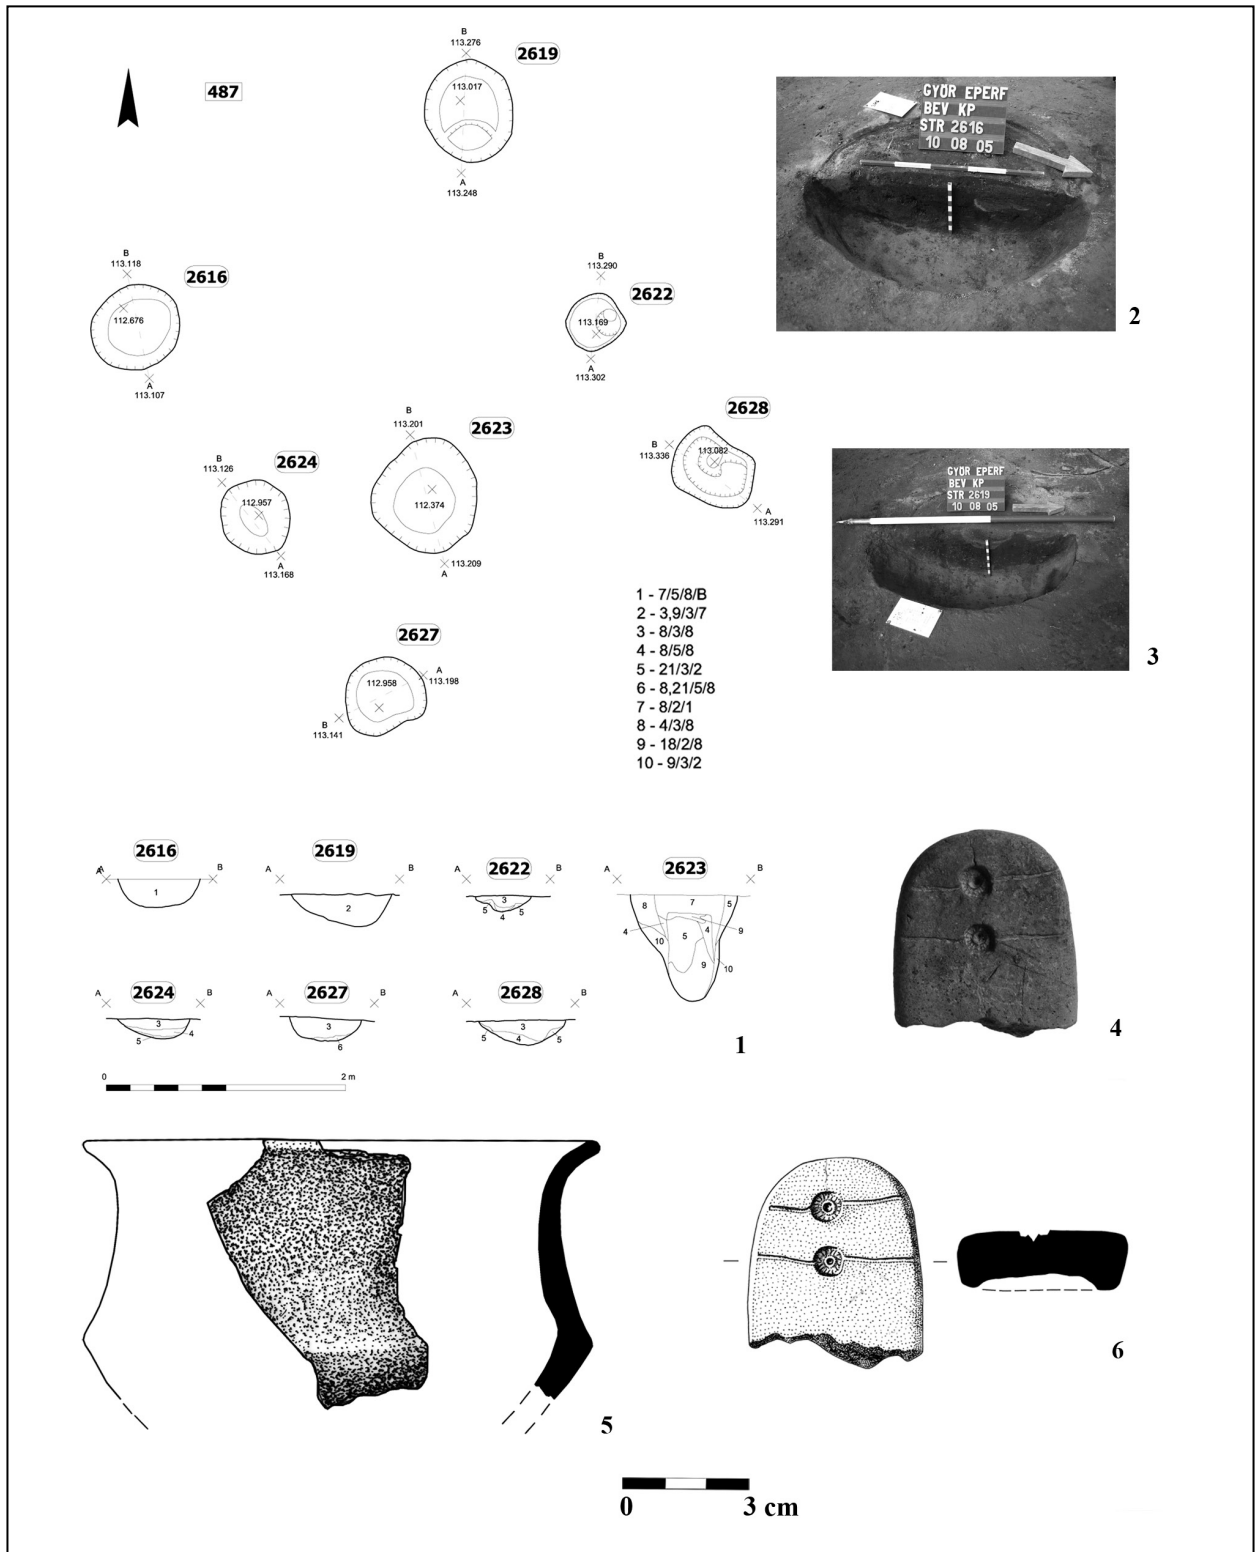 487
B
113.276
2619
113.017
A
113.248
B
113.118
2616
112.676
A
113.107
B
113.290
2622
113.169
A
113.302
2628
B
113.336
113.082
A
113.291
B
113.201
2623
112.374
113.209
A
B
113.126
2624
112.957
A
113.168
2627
A
113.198
112.958
B
113.141
1 - 7/5/8/B
2 - 3,9/3/7
3 - 8/3/8
4 - 8/5/8
5 - 21/3/2
6 - 8,21/5/8
7 - 8/2/1
8 - 4/3/8
9 - 18/2/8
10 - 9/3/2
GYÖR EPERF
BEV KP
STR 2616
10 08 05
2
GYÖR EPERF
BEV KP
STR 2619
10 08 05
3
2616
A B
1
2619
A B
2
2622
A B
3
5 4 5
2623
A B
8 7 5
4 10 5 4 9
9 10
2624
A B
3
5 4
2627
A B
3
6
2628
A B
3
5 4 5
1
0 2 m
4
5
6
0 3 cm